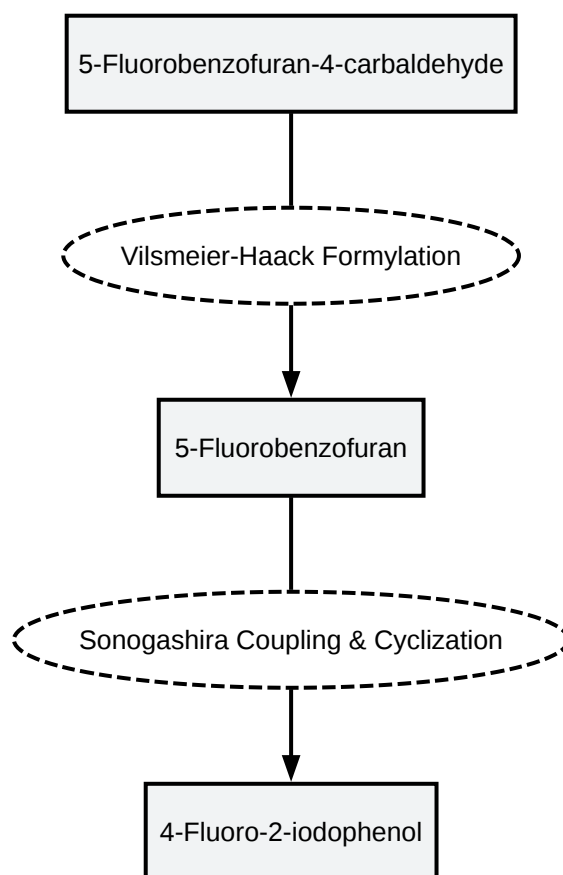 5-Fluorobenzofuran-4-carbaldehyde
Vilsmeier-Haack Formylation
5-Fluorobenzofuran
Sonogashira Coupling & Cyclization
4-Fluoro-2-iodophenol